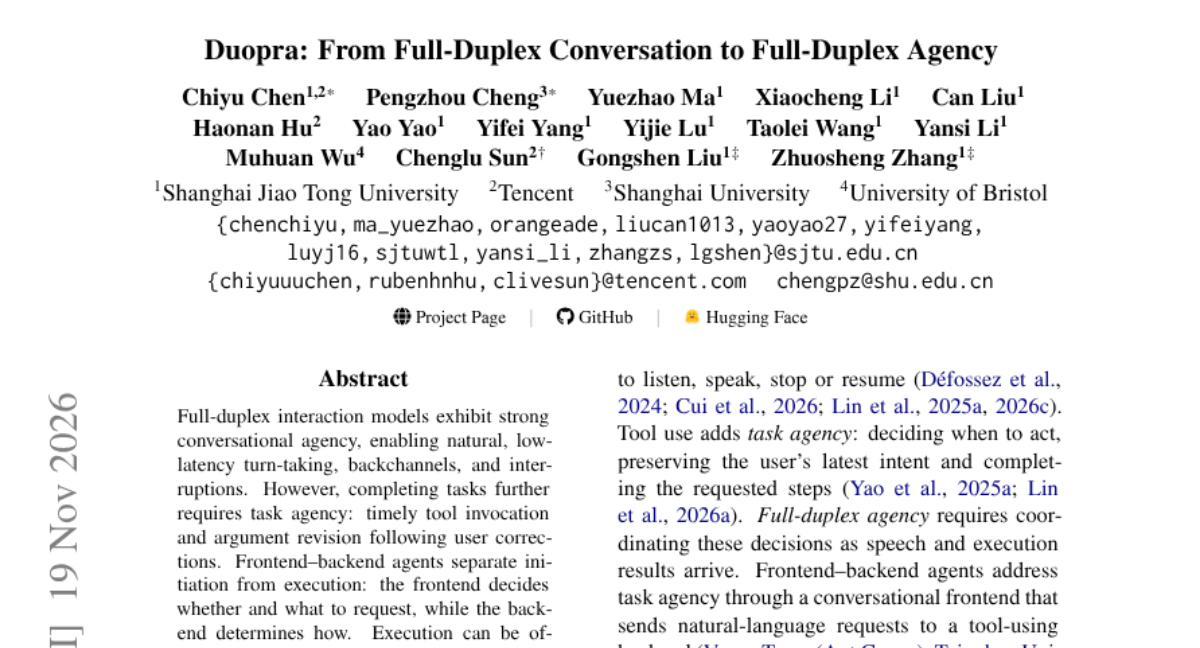 Duopra: From Full-Duplex Conversation to Full-Duplex Agency
Chiyu Chen1,2* Pengzhou Cheng3* Yuezhao Ma1 Xiaocheng Li1 Can Liu1
Haonan Hu2 Yao Yao1 Yifei Yang1 Yijie Lu1 Taolei Wang1 Yansi Li1
Muhuan Wu4 Chenglu Sun2† Gongshen Liu1‡ Zhuosheng Zhang1‡
1Shanghai Jiao Tong University 2Tencent 3Shanghai University 4University of Bristol
{chenchiyu, ma_yuezhao, orangeade, liucan1013, yaoyao27, yifeiyang,
luyj16, sjtuwtl, yansi_li, zhangzs, lgshen}@sjtu.edu.cn
{chiyuuuchen, rubenhnhu, clivesun}@tencent.com chengpz@shu.edu.cn
Project Page | GitHub | Hugging Face
Abstract
Full-duplex interaction models exhibit strong
conversational agency, enabling natural, low-
latency turn-taking, backchannels, and inter-
ruptions. However, completing tasks further
requires task agency: timely tool invocation
and argument revision following user correc-
tions. Frontend–backend agents separate ini-
tiation from execution: the frontend decides
whether and what to request, while the back-
end determines how. Execution can be of-
to listen, speak, stop or resume (Défossez et al.,
2024; Cui et al., 2026; Lin et al., 2025a, 2026c).
Tool use adds task agency: deciding when to act,
preserving the user's latest intent and complet-
ing the requested steps (Yao et al., 2025a; Lin
et al., 2026a). Full-duplex agency requires coor-
dinating these decisions as speech and execution
results arrive. Frontend–backend agents address
task agency through a conversational frontend that
sends natural-language requests to a tool-using
19 Nov 2026